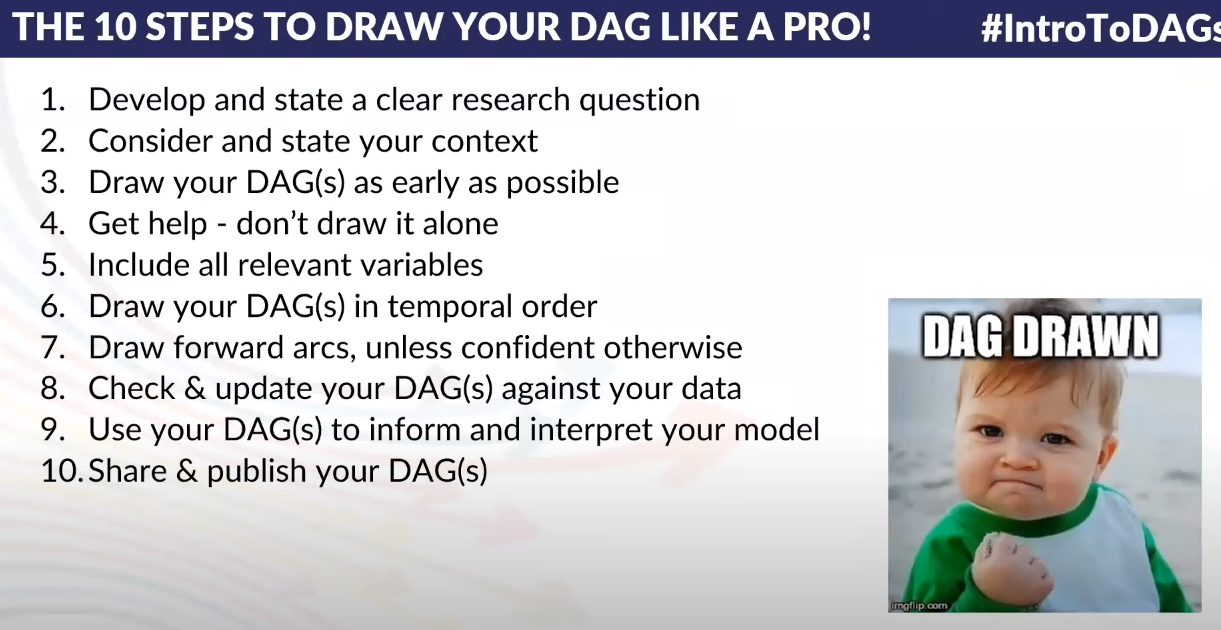 THE 10 STEPS TO DRAW YOUR DAG LIKE A PRO!
#IntroToDAGs
1. Develop and state a clear research question
2. Consider and state your context
3. Draw your DAG(s) as early as possible
4. Get help - don't draw it alone
5. Include all relevant variables
6. Draw your DAG(s) in temporal order
7. Draw forward arcs, unless confident otherwise
8. Check & update your DAG(s) against your data
9. Use your DAG(s) to inform and interpret your model
10. Share & publish your DAG(s)
DAG DRAWN
imgflip.com